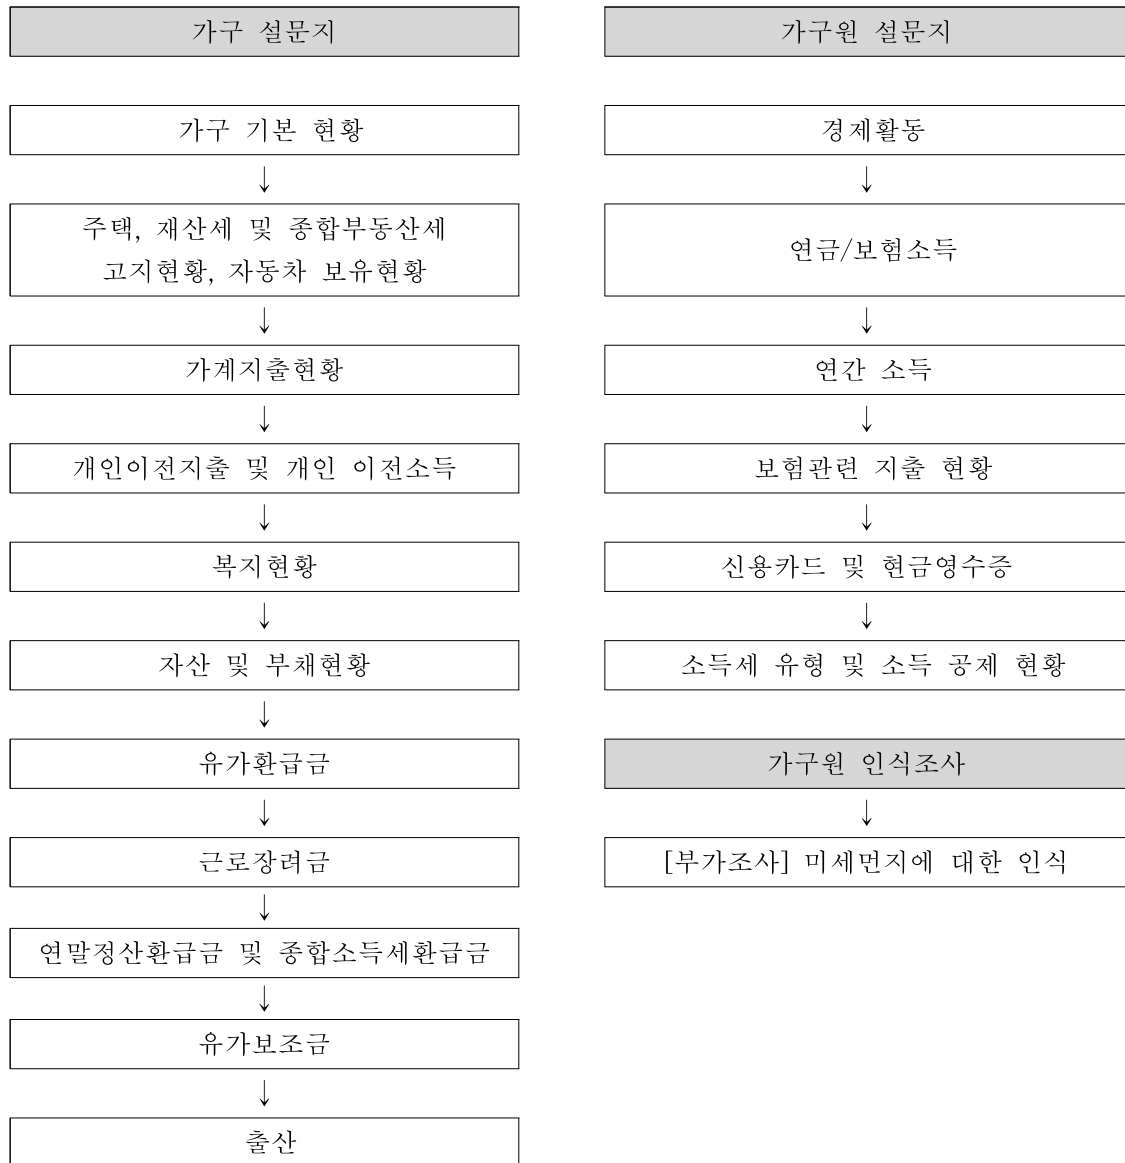 가구 설문지
가구 기본 현황
↓
주택, 재산세 및 종합부동산세
고지현황, 자동차 보유현황
↓
가계지출현황
↓
개인이전지출 및 개인 이전소득
↓
복지현황
↓
자산 및 부채현황
↓
유가환급금
↓
근로장려금
↓
연말정산환급금 및 종합소득세환급금
↓
유가보조금
↓
출산
가구원 설문지
경제활동
↓
연금/보험소득
↓
연간 소득
↓
보험관련 지출 현황
↓
신용카드 및 현금영수증
↓
소득세 유형 및 소득 공제 현황
가구원 인식조사
↓
[부가조사] 미세먼지에 대한 인식